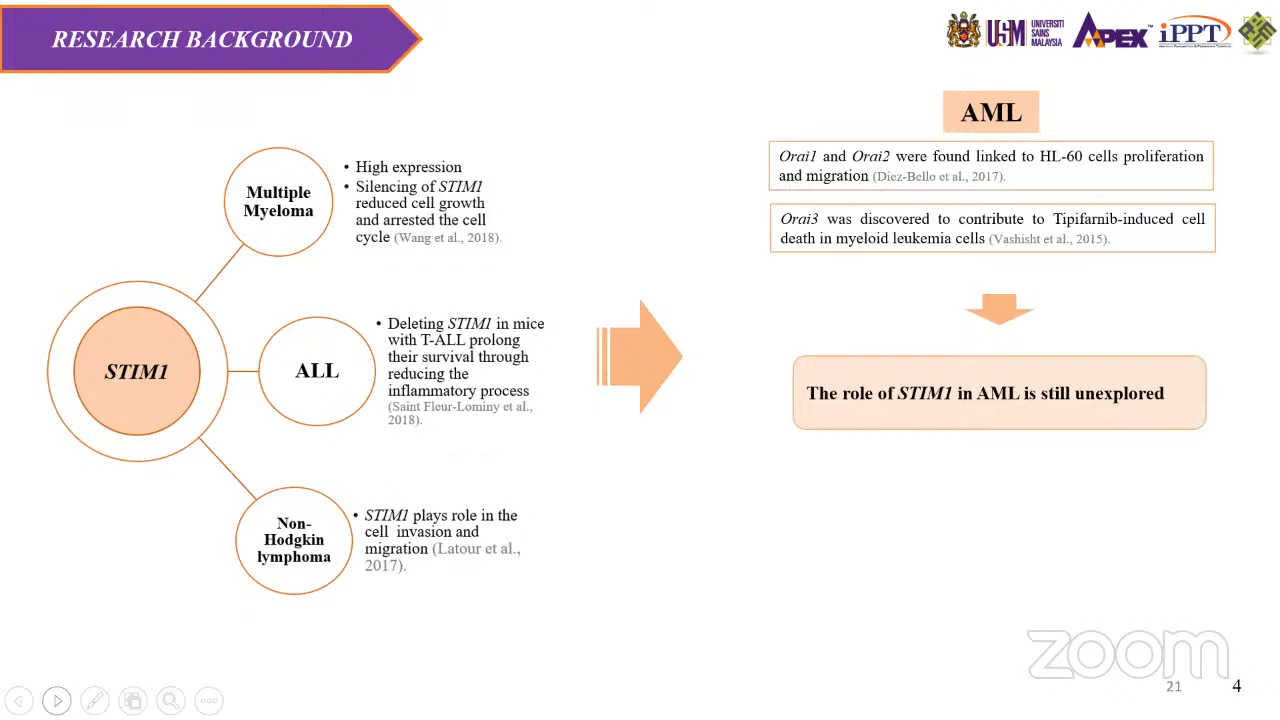 RESEARCH BACKGROUND
USM
UNIVERSITI
SAINS
MALAYSIA
APEX™
iPPT
STIM1
Multiple
Myeloma
• High expression
• Silencing of STIM1
reduced cell growth
and arrested the cell
cycle (Wang et al., 2018).
ALL
• Deleting STIM1 in mice
with T-ALL prolong
their survival through
reducing the
inflammatory process
(Saint Fleur-Lominy et al.,
2018).
Non-
Hodgkin
lymphoma
• STIM1 plays role in the
cell invasion and
migration (Latour et al.,
2017).
AML
Orai1 and Orai2 were found linked to HL-60 cells proliferation
and migration (Díez-Bello et al., 2017).
Orai3 was discovered to contribute to Tipifarnib-induced cell
death in myeloid leukemia cells (Vashisht et al., 2015).
The role of STIM1 in AML is still unexplored
zoom
21
4